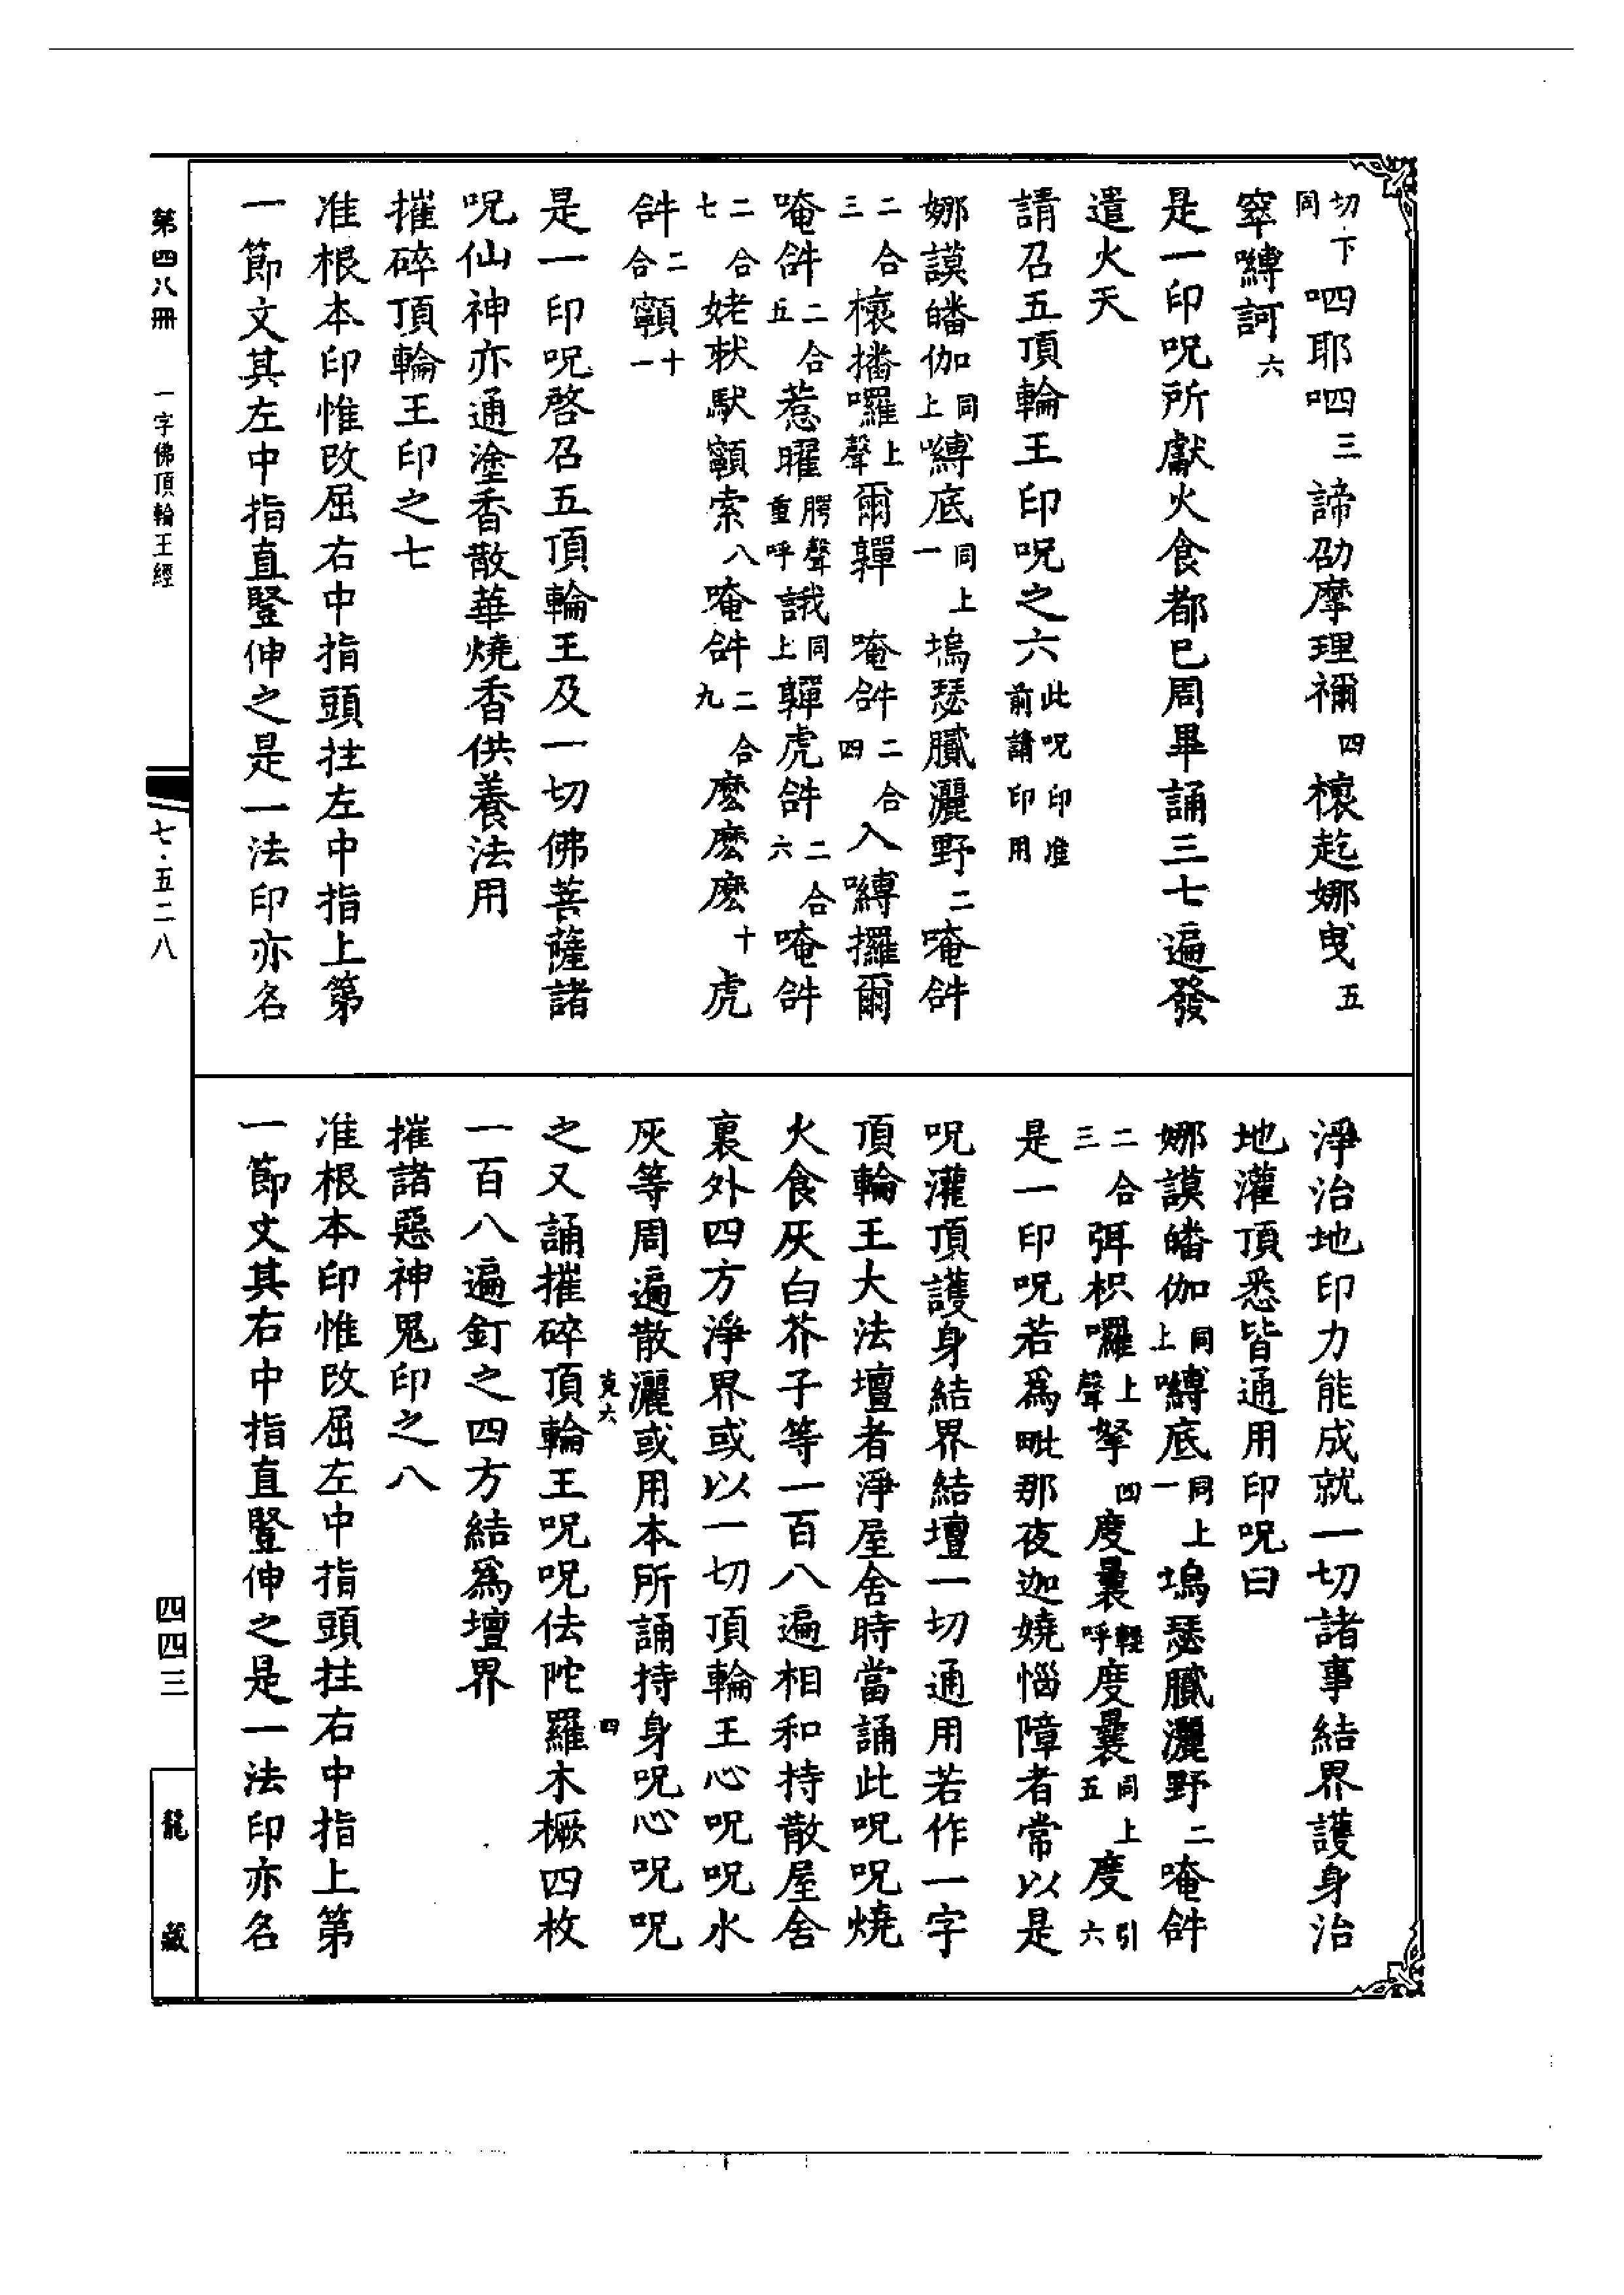 切下同呬耶呬三諦劭摩理禰四櫰訖娜曳五
窣嚩訶六
是一印呪所獻火食都已周畢誦三七遍發
遣火天
請召五頂輪王印呪之六此呪印准前請印用
娜謨皤伽同上嚩底一同上塢瑟膩灑野二唵𤙖
二合三櫰播囉上聲爾䩥唵𤙖二合四入嚩攞爾
唵𤙖二合五惹曜腭聲重呼誐同上䩥虎𤙖二合六唵𤙖
二合七姥㹤馱顐索八唵𤙖二合九麼麼麼十虎
𤙖二合顐十一
是一印呪啓召五頂輪王及一切佛菩薩諸
呪仙神亦通塗香散華燒香供養法用
摧碎頂輪王印之七
准根本印惟改屈右中指頭拄左中指上第
一節文其左中指直豎伸之是一法印亦名
淨治地印力能成就一切諸事結界護身治
地灌頂悉皆通用印呪曰
娜謨皤伽同上嚩底一同上塢瑟膩灑野二唵𤙖
二合三弭枳囉上聲拏四度曩輕呼度曩五同上度引六
是一印呪若爲毗那夜迦嬈惱障者常以是
呪灌頂護身結界結壇一切通用若作一字
頂輪王大法壇者淨屋舍時當誦此呪呪燒
火食灰白芥子等一百八遍相和持散屋舍
裏外四方淨界或以一切頂輪王心呪呪水
灰等周遍散灑或用本所誦持身呪心呪呪
之又誦摧碎頂輪王呪呪佉陀羅木橛四枚
一百八遍釘之四方結爲壇界
摧諸惡神鬼印之八
准根本印惟改屈左中指頭拄右中指上第
一節文其右中指直豎伸之是一法印亦名
克六
四
第四八冊
一字佛頂輪王經
七·五二八
四四三
龍藏